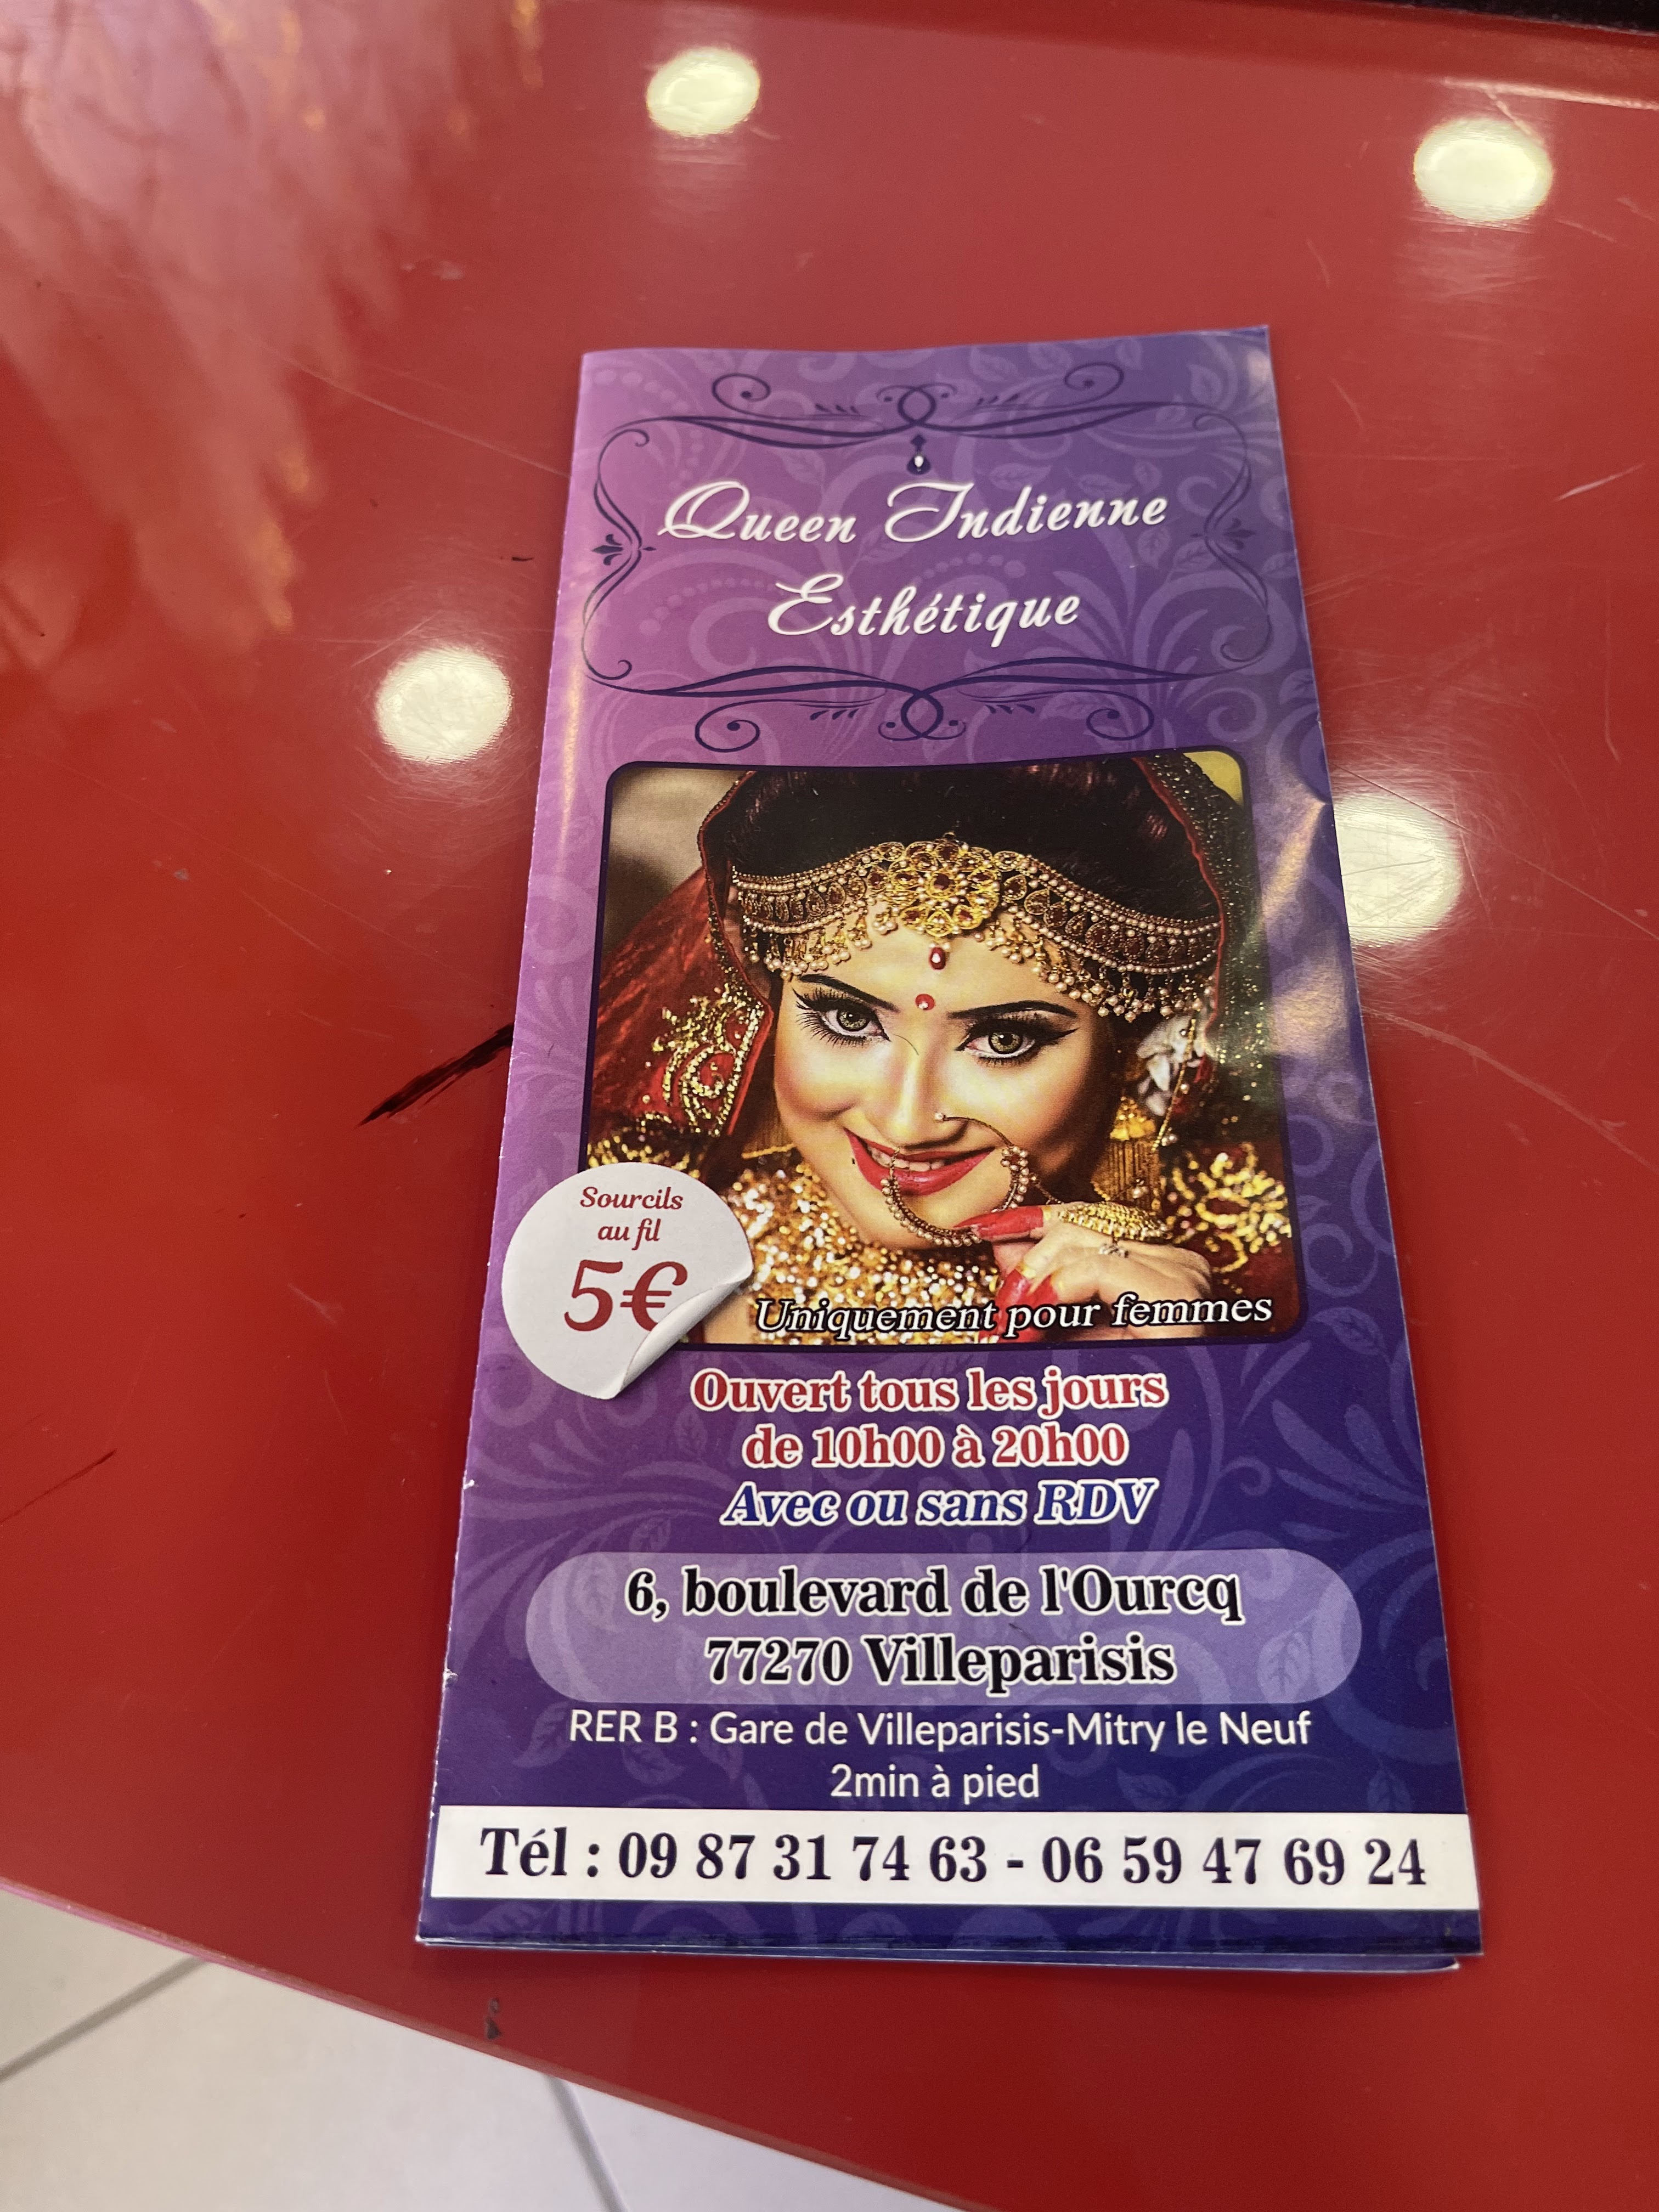 Queen Indienne
Esthétique
Sourcils
au fil
5€
Uniquement pour femmes
Ouvert tous les jours
de 10h00 à 20h00
Avec ou sans RDV
6, boulevard de l'Ourcq
77270 Villeparisis
RER B : Gare de Villeparisis-Mitry le Neuf
2min à pied
Tél : 09 87 31 74 63 - 06 59 47 69 24